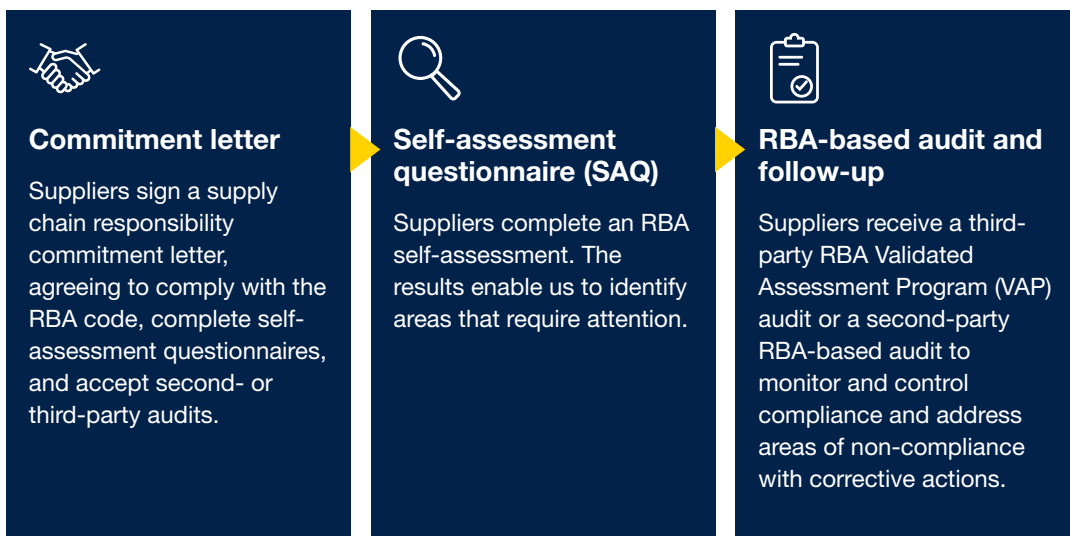 Commitment letter
Suppliers sign a supply
chain responsibility
commitment letter,
agreeing to comply with the
RBA code, complete self-
assessment questionnaires,
and accept second- or
third-party audits.
Self-assessment
questionnaire (SAQ)
Suppliers complete an RBA
self-assessment. The
results enable us to identify
areas that require attention.
RBA-based audit and
follow-up
Suppliers receive a third-
party RBA Validated
Assessment Program (VAP)
audit or a second-party
RBA-based audit to
monitor and control
compliance and address
areas of non-compliance
with corrective actions.